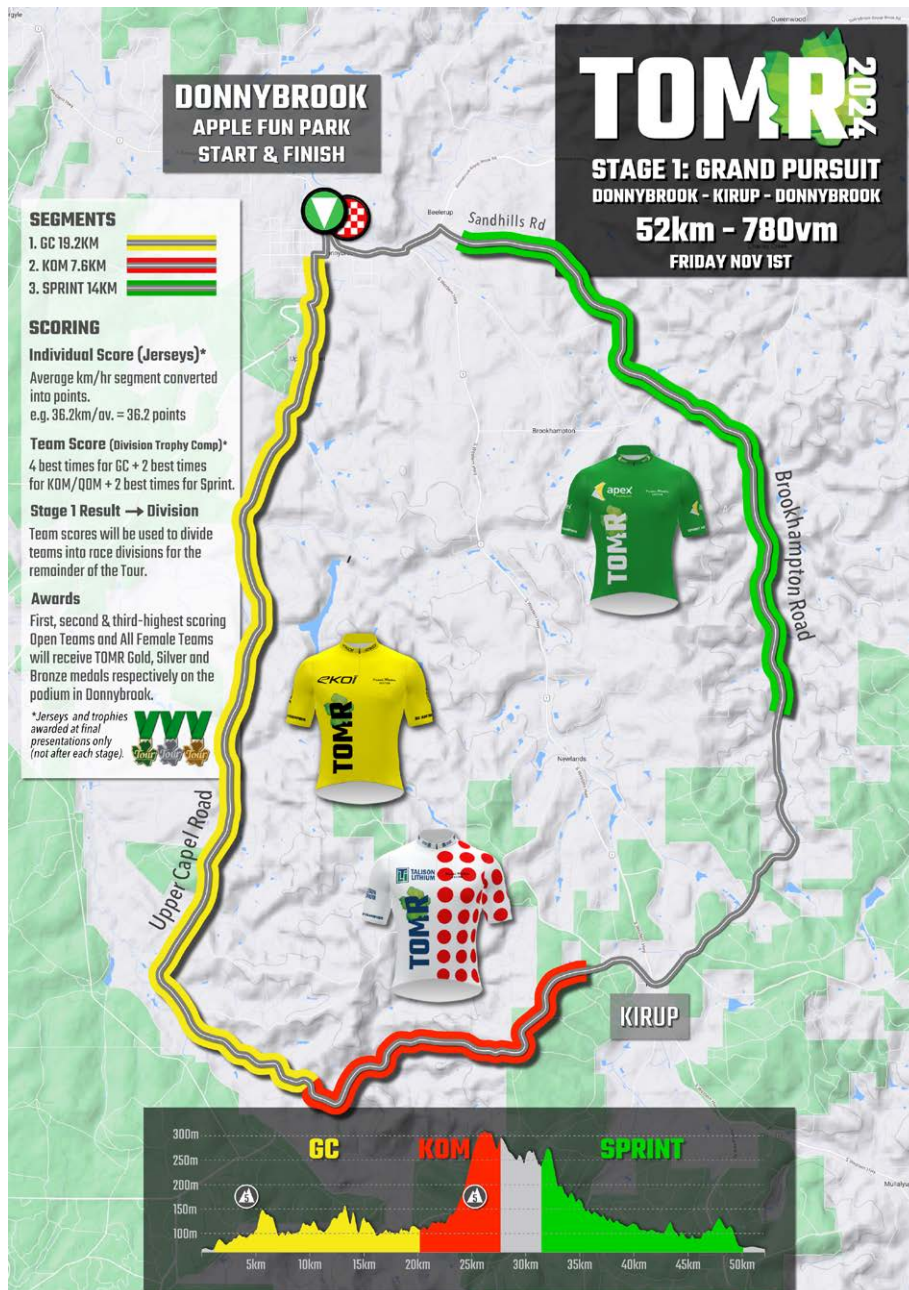 Queenwood
DONNYBROOK
APPLE FUN PARK
START & FINISH
TOMR
2024
STAGE 1: GRAND PURSUIT
DONNYBROOK - KIRUP - DONNYBROOK
52km - 780vm
FRIDAY NOV 1ST
Beelerup
Sandhills Rd
SEGMENTS
1. GC 19.2KM
2. KOM 7.6KM
3. SPRINT 14KM
SCORING
Individual Score (Jerseys)*
Average km/hr segment converted
into points.
e.g. 36.2km/av. = 36.2 points
Team Score (Division Trophy Comp)*
4 best times for GC + 2 best times
for KOM/QOM + 2 best times for Sprint.
Stage 1 Result → Division
Team scores will be used to divide
teams into race divisions for the
remainder of the Tour.
Awards
First, second & third-highest scoring
Open Teams and All Female Teams
will receive TOMR Gold, Silver and
Bronze medals respectively on the
podium in Donnybrook.
*Jerseys and trophies
awarded at final
presentations only
(not after each stage).
Tour
Tour
Tour
Brookhampton
apex
TOMR
Brookhampton Road
EKOI
TOMR
Newlands
Upper Capel Road
TALISON
LITHIUM
TOMR
KIRUP
GC
KOM
SPRINT
300m
250m
200m
150m
100m
5km
10km
15km
20km
25km
30km
35km
40km
45km
50km